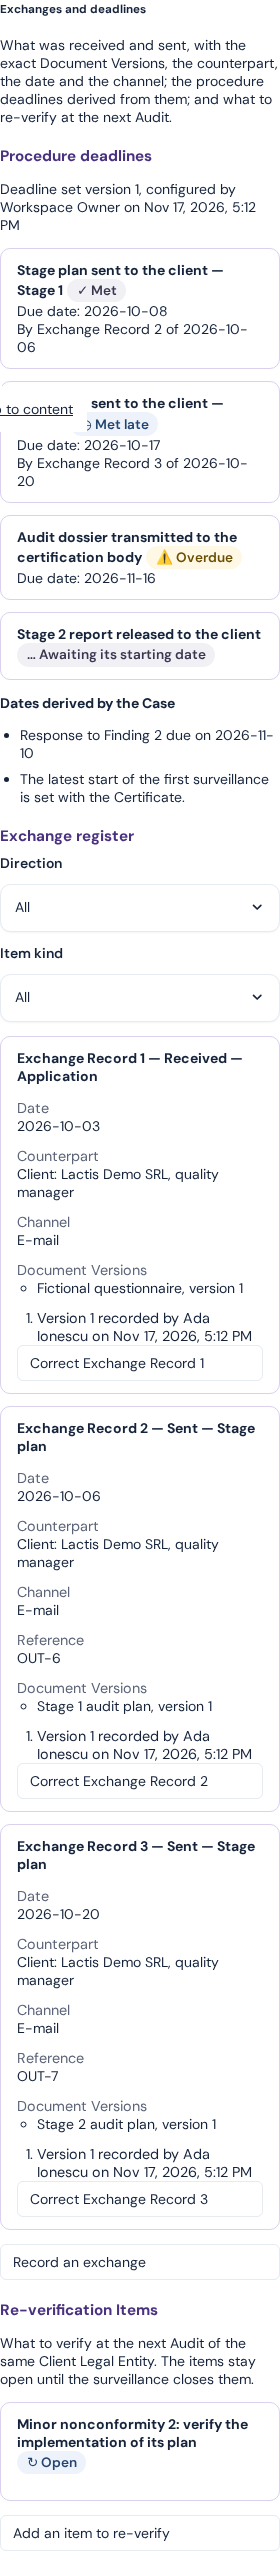 Exchanges and deadlines
What was received and sent, with the
exact Document Versions, the counterpart,
the date and the channel; the procedure
deadlines derived from them; and what to
re-verify at the next Audit.
Procedure deadlines
Deadline set version 1, configured by
Workspace Owner on Nov 17, 2026, 5:12
PM
Stage plan sent to the client —
Stage 1 ✓ Met
Due date: 2026-10-08
By Exchange Record 2 of 2026-10-
06
sent to the client —
to content
Met late
Due date: 2026-10-17
By Exchange Record 3 of 2026-10-
20
Audit dossier transmitted to the
certification body ⚠ Overdue
Due date: 2026-11-16
Stage 2 report released to the client
… Awaiting its starting date
Dates derived by the Case
• Response to Finding 2 due on 2026-11-
10
• The latest start of the first surveillance
is set with the Certificate.
Exchange register
Direction
All
Item kind
All
Exchange Record 1 — Received —
Application
Date
2026-10-03
Counterpart
Client: Lactis Demo SRL, quality
manager
Channel
E-mail
Document Versions
◦ Fictional questionnaire, version 1
1. Version 1 recorded by Ada
Ionescu on Nov 17, 2026, 5:12 PM
Correct Exchange Record 1
Exchange Record 2 — Sent — Stage
plan
Date
2026-10-06
Counterpart
Client: Lactis Demo SRL, quality
manager
Channel
E-mail
Reference
OUT-6
Document Versions
◦ Stage 1 audit plan, version 1
1. Version 1 recorded by Ada
Ionescu on Nov 17, 2026, 5:12 PM
Correct Exchange Record 2
Exchange Record 3 — Sent — Stage
plan
Date
2026-10-20
Counterpart
Client: Lactis Demo SRL, quality
manager
Channel
E-mail
Reference
OUT-7
Document Versions
◦ Stage 2 audit plan, version 1
1. Version 1 recorded by Ada
Ionescu on Nov 17, 2026, 5:12 PM
Correct Exchange Record 3
Record an exchange
Re-verification Items
What to verify at the next Audit of the
same Client Legal Entity. The items stay
open until the surveillance closes them.
Minor nonconformity 2: verify the
implementation of its plan
↻ Open
Add an item to re-verify